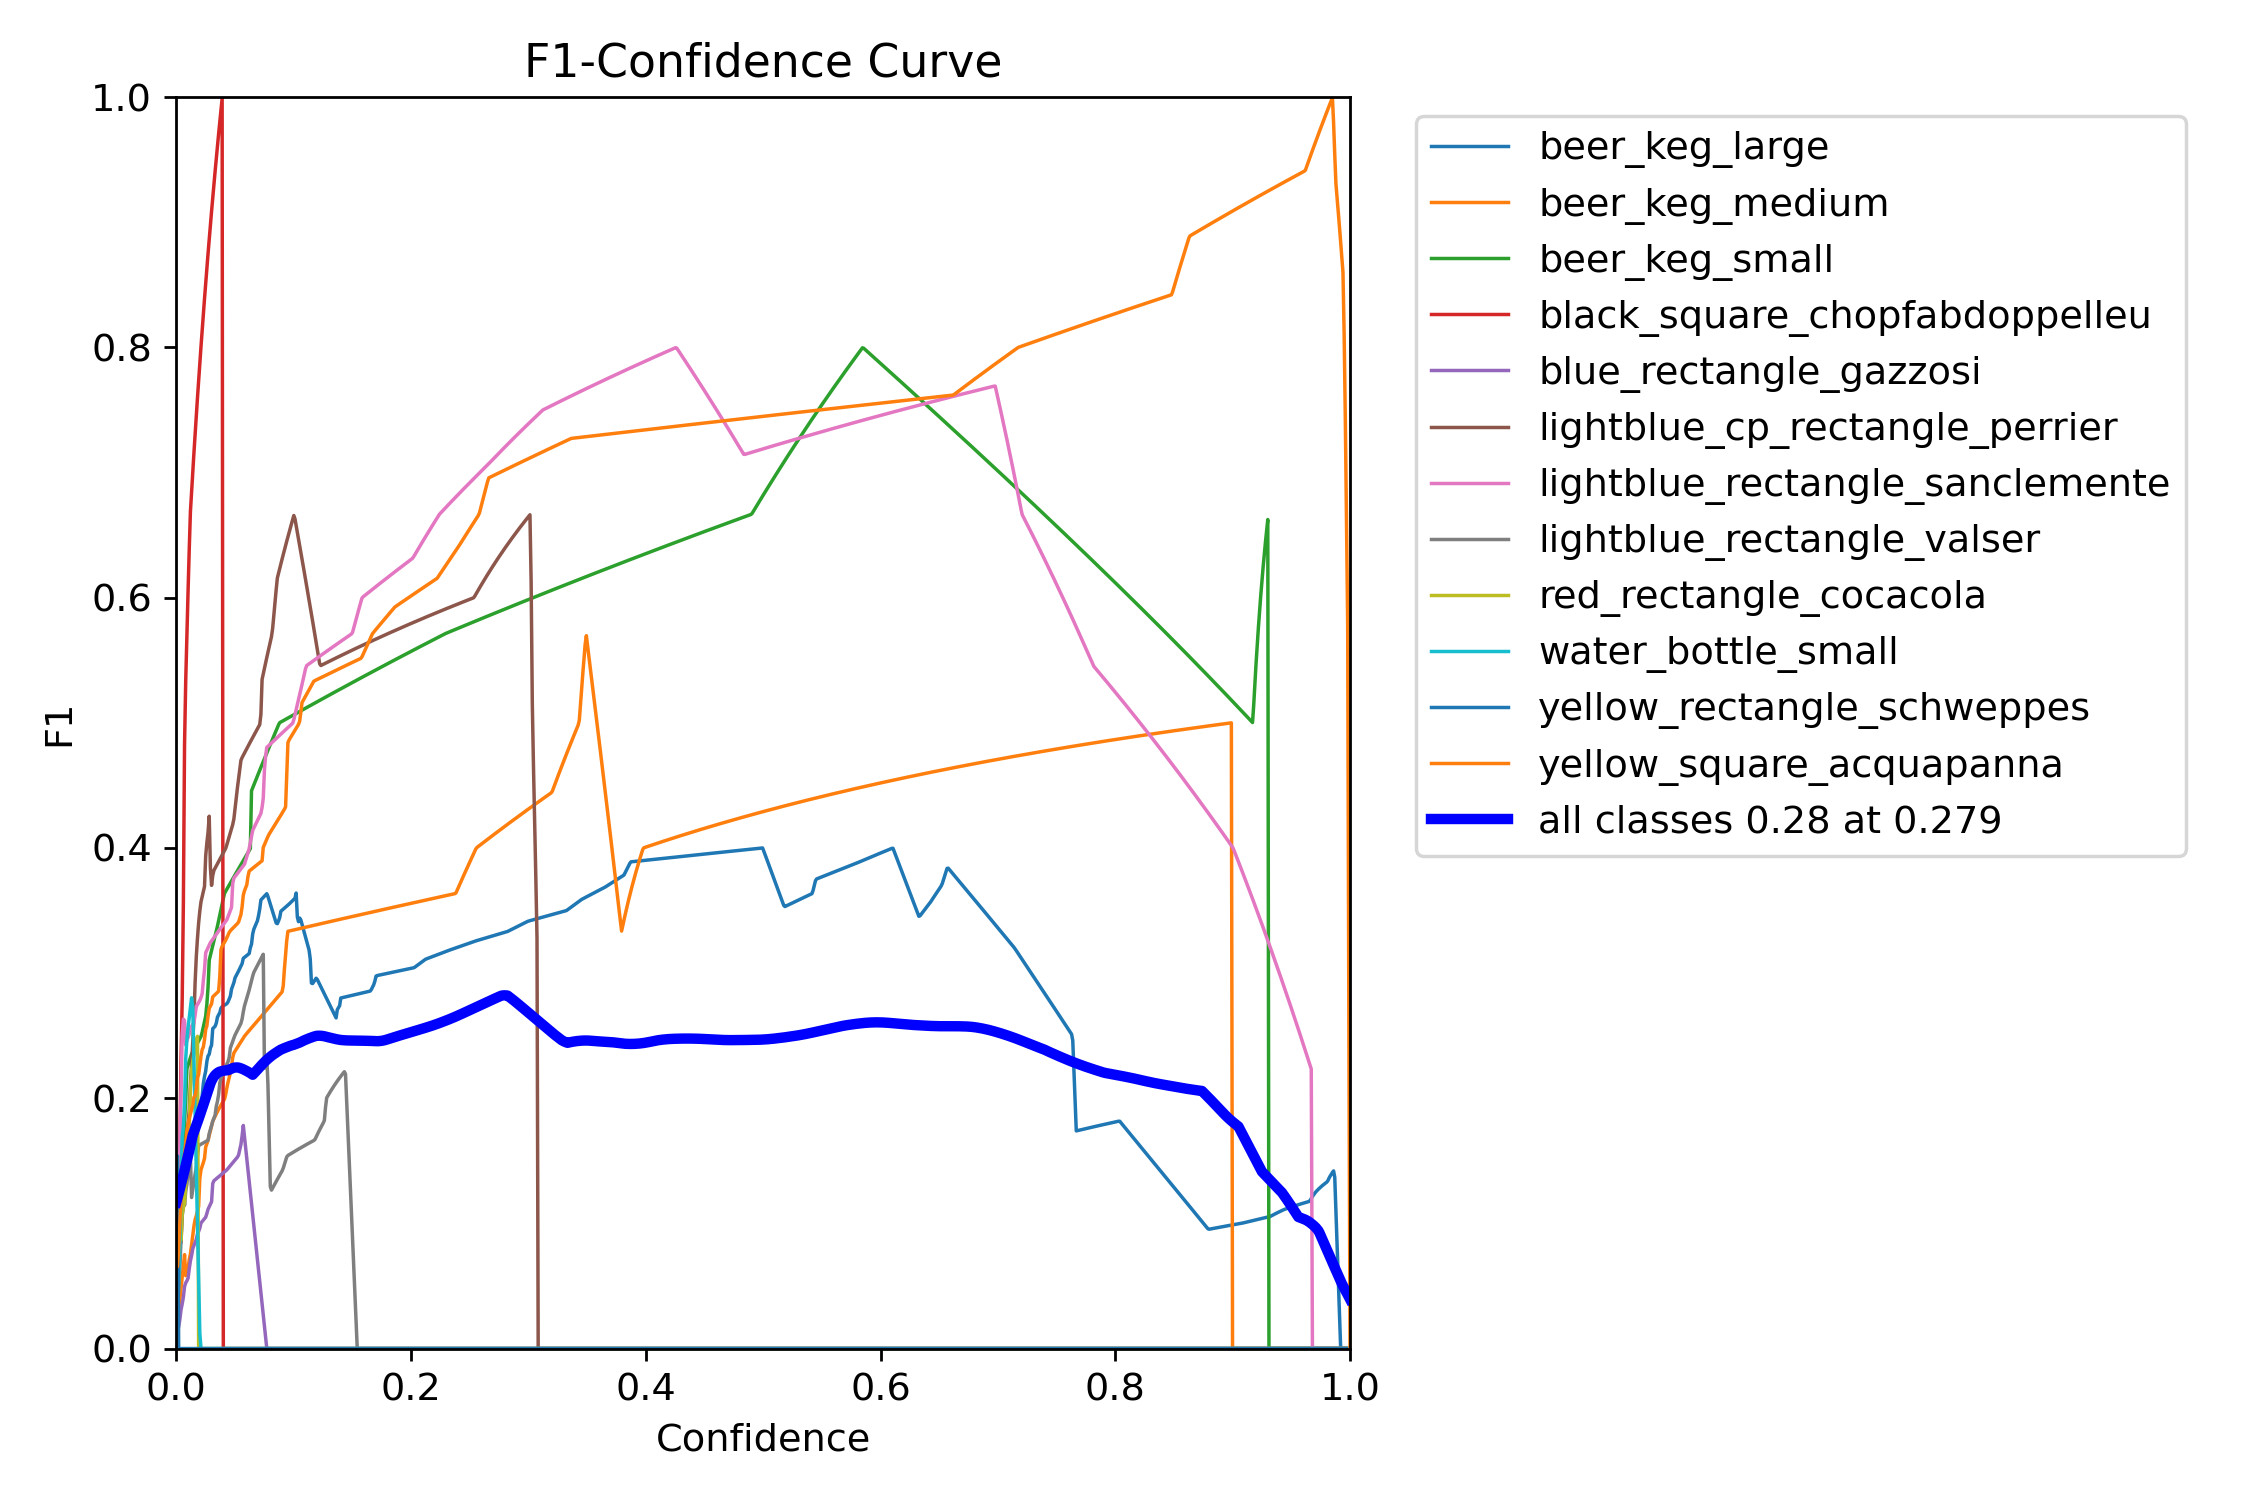 F1-Confidence Curve
1.0
0.8
0.6
0.4
0.2
0.0
F1
0.0 0.2 0.4 0.6 0.8 1.0
Confidence
beer_keg_large
beer_keg_medium
beer_keg_small
black_square_chopfabdoppelleu
blue_rectangle_gazzosi
lightblue_cp_rectangle_perrier
lightblue_rectangle_sanclemente
lightblue_rectangle_valser
red_rectangle_cocacola
water_bottle_small
yellow_rectangle_schweppes
yellow_square_acquapanna
all classes 0.28 at 0.279